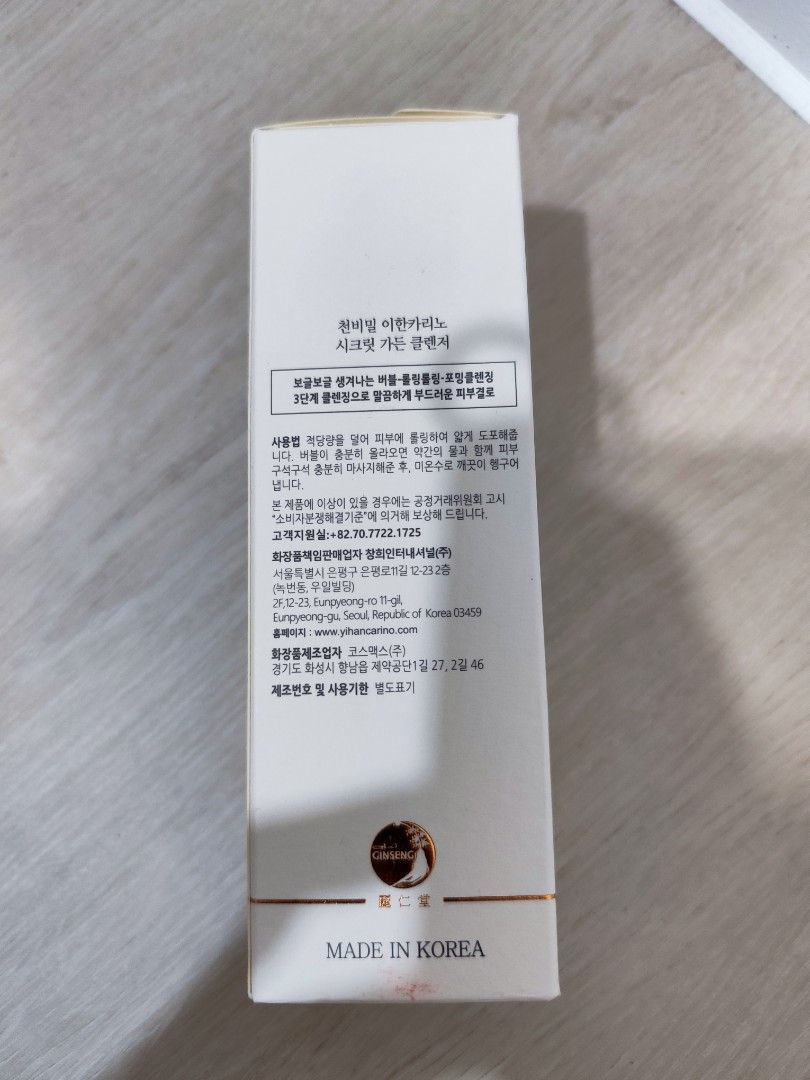 천비밀 이한카리노
시크릿 가든 클렌저
보글보글 생겨나는 버블-롤링롤링-포밍클렌징
3단계 클렌징으로 말끔하게 부드러운 피부결로
사용법 적당량을 덜어 피부에 롤링하여 얇게 도포해줍
니다. 버블이 충분히 올라오면 약간의 물과 함께 피부
구석구석 충분히 마사지해준 후, 미온수로 깨끗이 헹구어
냅니다.
본 제품에 이상이 있을 경우에는 공정거래위원회 고시
"소비자분쟁해결기준"에 의거해 보상해 드립니다.
고객지원실:+82.70.7722.1725
화장품책임판매업자 창희인터내셔널(주)
서울특별시 은평구 은평로11길 12-23 2층
(녹번동, 우일빌딩)
2F,12-23, Eunpyeong-ro 11-gil,
Eunpyeong-gu, Seoul, Republic of Korea 03459
홈페이지 : www.yihancarino.com
화장품제조업자 코스맥스(주)
경기도 화성시 향남읍 제약공단1길 27, 2길 46
제조번호 및 사용기한 별도표기
GINSENG
仁堂
MADE IN KOREA